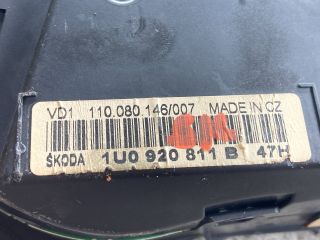 VD1 110.080.146/007 MADE IN CZ
ŠKODA 1U0 920 811 B 47H